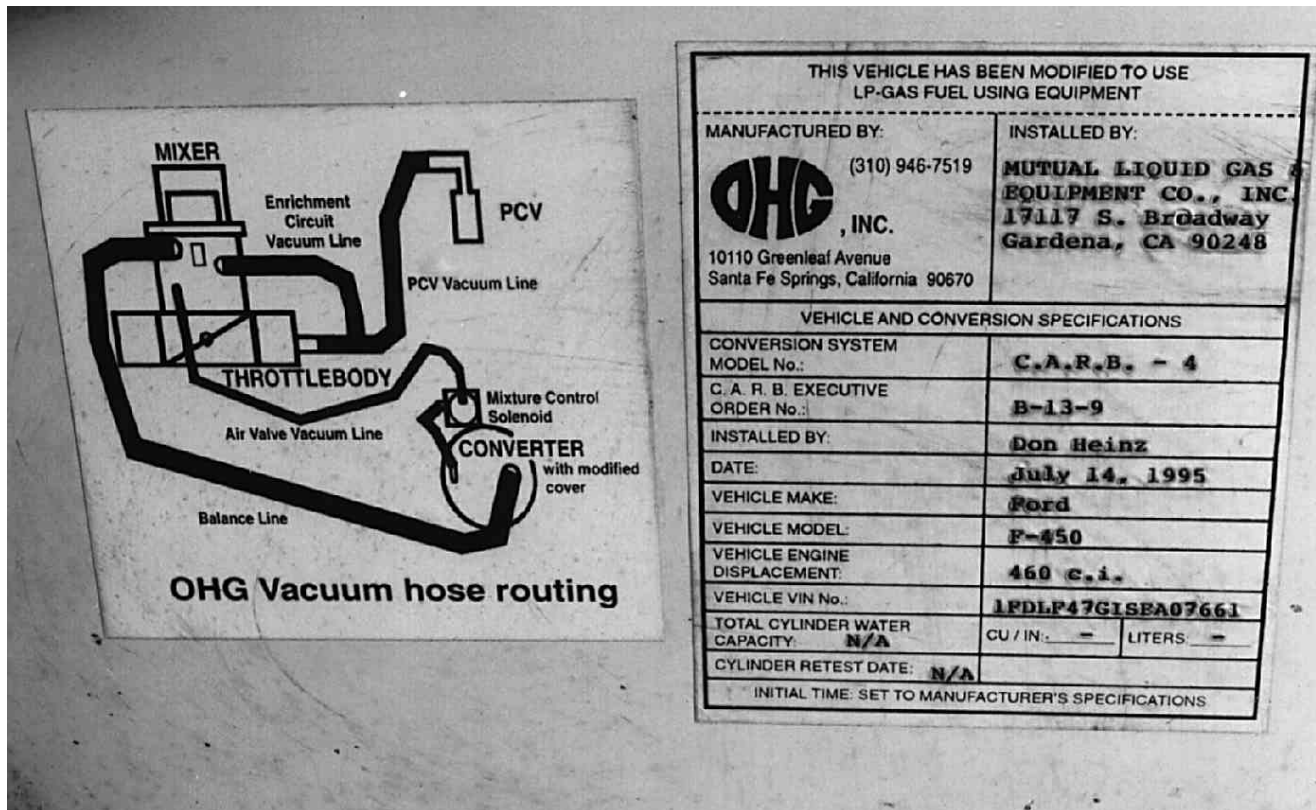 MIXER
Enrichment
Circuit
Vacuum Line
PCV
PCV Vacuum Line
THROTTLEBODY
Mixture Control
Solenoid
Air Valve Vacuum Line
CONVERTER
with modified
cover
Balance Line
OHG Vacuum hose routing
THIS VEHICLE HAS BEEN MODIFIED TO USE
LP-GAS FUEL USING EQUIPMENT
MANUFACTURED BY:
(310) 946-7519
OHG
, INC.
10110 Greenleaf Avenue
Santa Fe Springs, California 90670
INSTALLED BY:
MUTUAL LIQUID GAS &
EQUIPMENT CO., INC.
17117 S. Broadway
Gardena, CA 90248
VEHICLE AND CONVERSION SPECIFICATIONS
CONVERSION SYSTEM
MODEL No.: C.A.R.B. - 4
C. A. R. B. EXECUTIVE
ORDER No.: B-13-9
INSTALLED BY: Don Heinz
DATE: July 14, 1995
VEHICLE MAKE: Ford
VEHICLE MODEL: F-450
VEHICLE ENGINE
DISPLACEMENT: 460 c.i.
VEHICLE VIN No.: 1FDLF47GISEA07661
TOTAL CYLINDER WATER
CAPACITY: N/A CU / IN: - LITERS: -
CYLINDER RETEST DATE: N/A
INITIAL TIME: SET TO MANUFACTURER'S SPECIFICATIONS